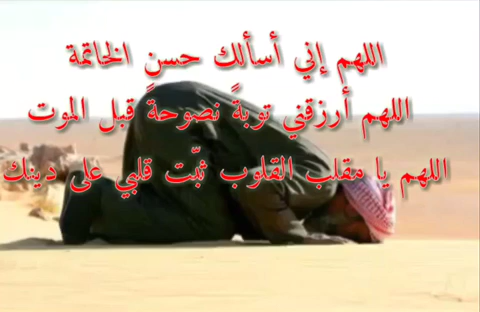 اللهم إني أسألك حسن الخاتمة
اللهم أرزقني توبةً نصوحةً قبل الموت
اللهم يا مقلب القلوب ثبّت قلبي على دينك